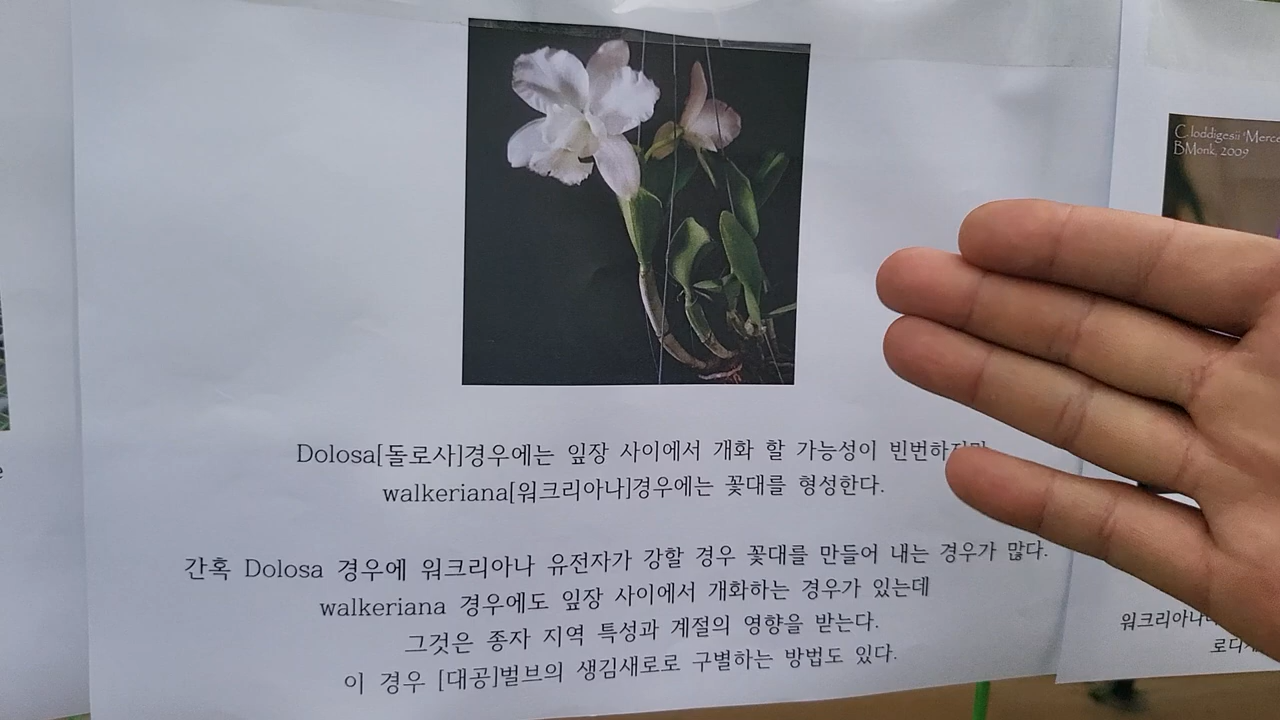 C. loddigesii 'Merce
BMonk, 2009
Dolosa[돌로사]경우에는 잎장 사이에서 개화 할 가능성이 빈번하지만
walkeriana[워크리아나]경우에는 꽃대를 형성한다.
간혹 Dolosa 경우에 워크리아나 유전자가 강할 경우 꽃대를 만들어 내는 경우가 많다.
walkeriana 경우에도 잎장 사이에서 개화하는 경우가 있는데
그것은 종자 지역 특성과 계절의 영향을 받는다.
이 경우 [대공]벌브의 생김새로로 구별하는 방법도 있다.
워크리아나